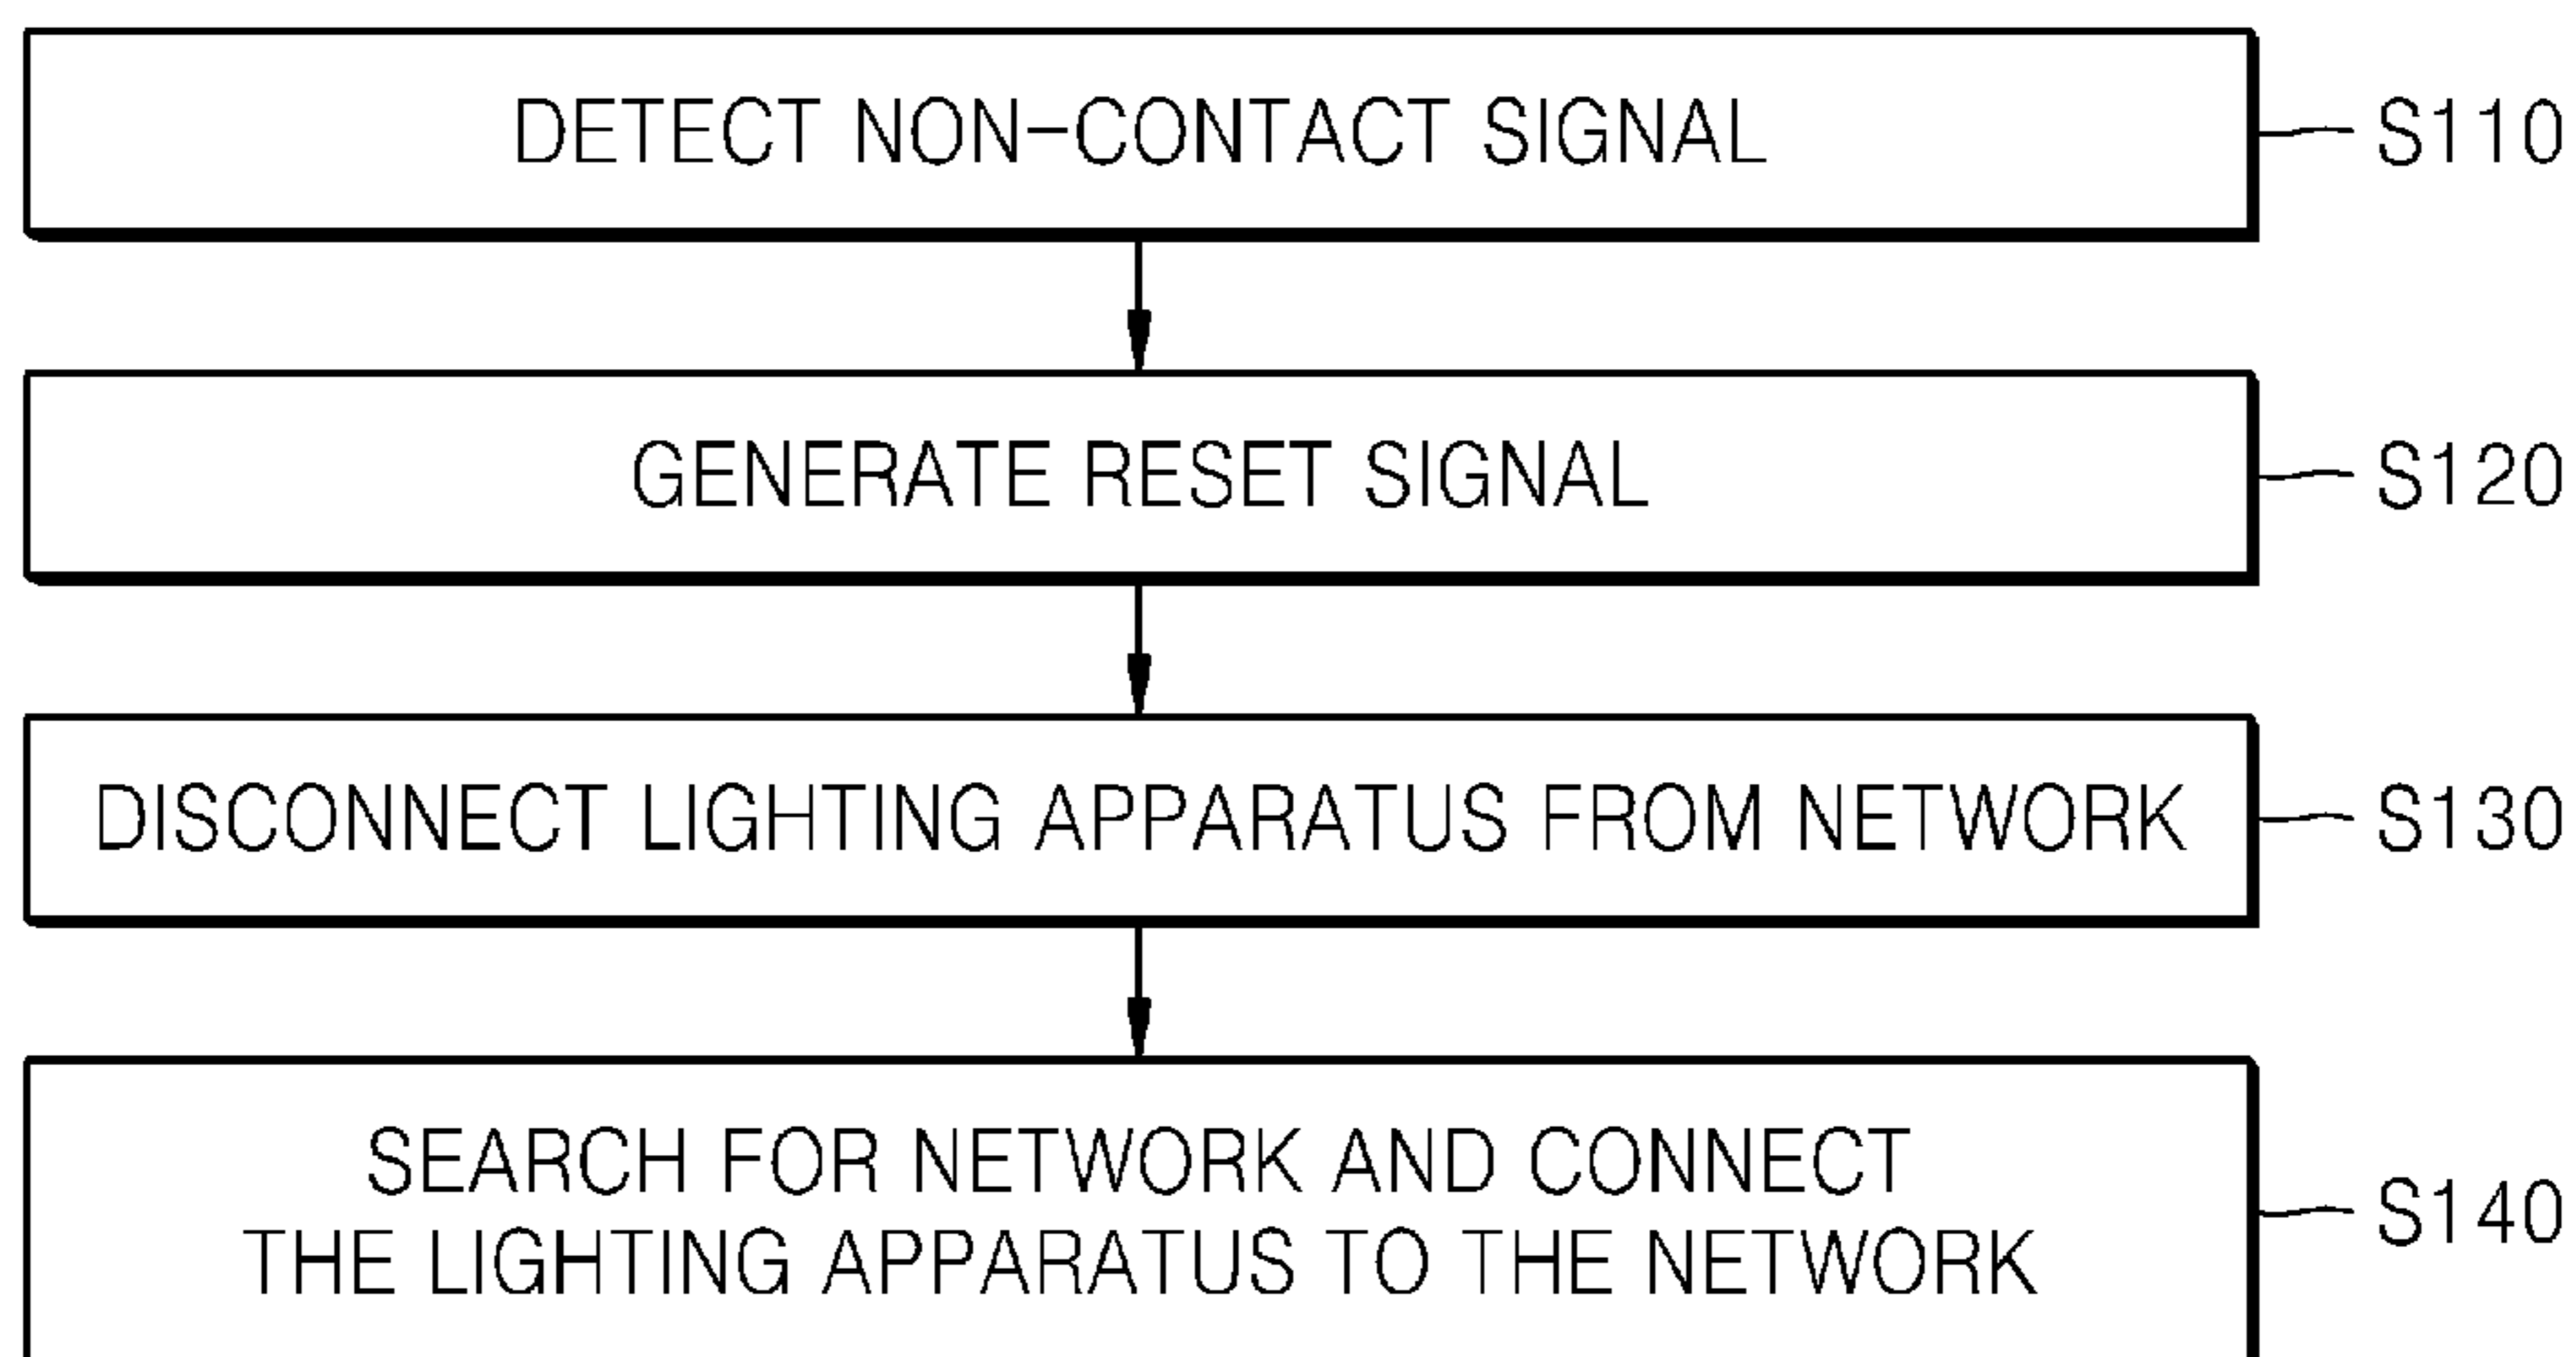 DETECT NON-CONTACT SIGNAL
S110
GENERATE RESET SIGNAL
S120
DISCONNECT LIGHTING APPARATUS FROM NETWORK
S130
SEARCH FOR NETWORK AND CONNECT
THE LIGHTING APPARATUS TO THE NETWORK
S140